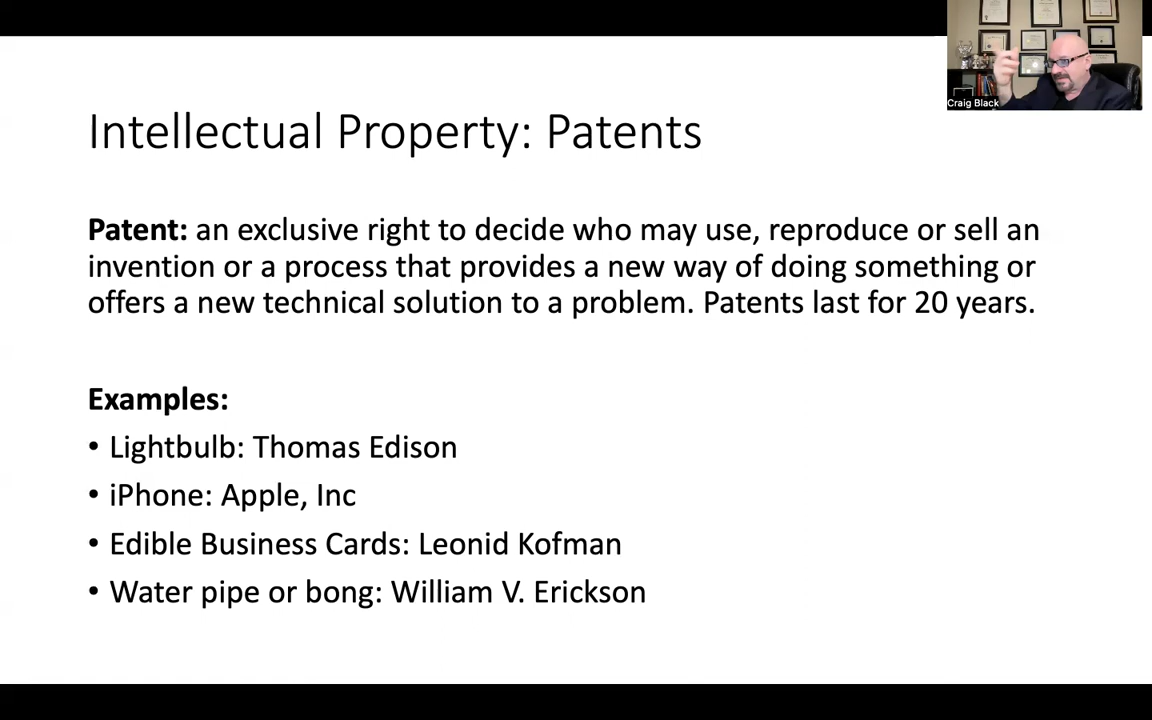 Craig Black
Intellectual Property: Patents
Patent: an exclusive right to decide who may use, reproduce or sell an
invention or a process that provides a new way of doing something or
offers a new technical solution to a problem. Patents last for 20 years.
Examples:
• Lightbulb: Thomas Edison
• iPhone: Apple, Inc
• Edible Business Cards: Leonid Kofman
• Water pipe or bong: William V. Erickson